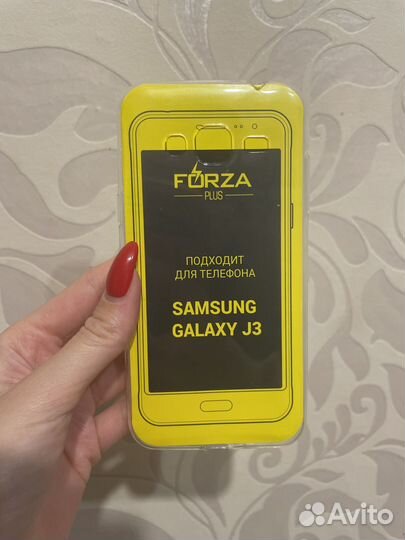 FORZA
PLUS
ПОДХОДИТ
ДЛЯ ТЕЛЕФОНА
SAMSUNG
GALAXY J3
Avito